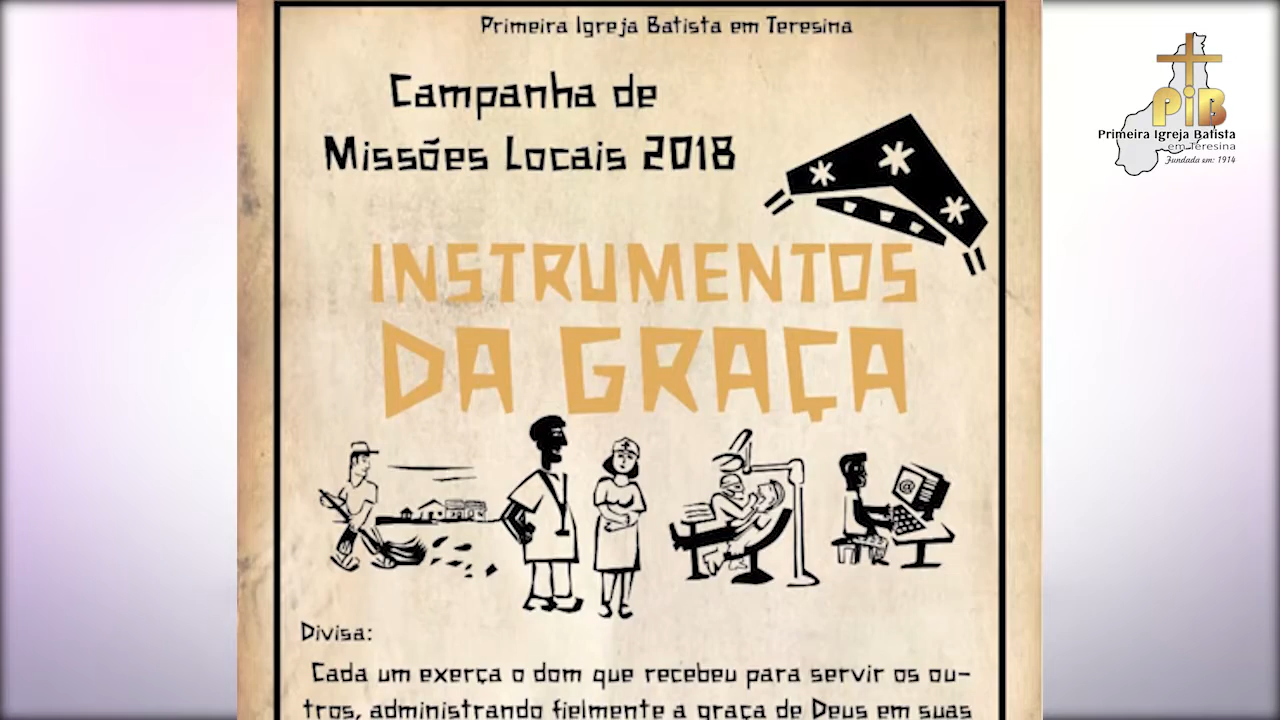 Primeira Igreja Batista em Teresina
Campanha de
Missões Locais 2018
INSTRUMENTOS
DA GRAÇA
@
Divisa:
Cada um exerça o dom que recebeu para servir os ou-
tros, administrando fielmente a graça de Deus em suas
PiB
Primeira Igreja Batista
em Teresina
Fundada em: 1914